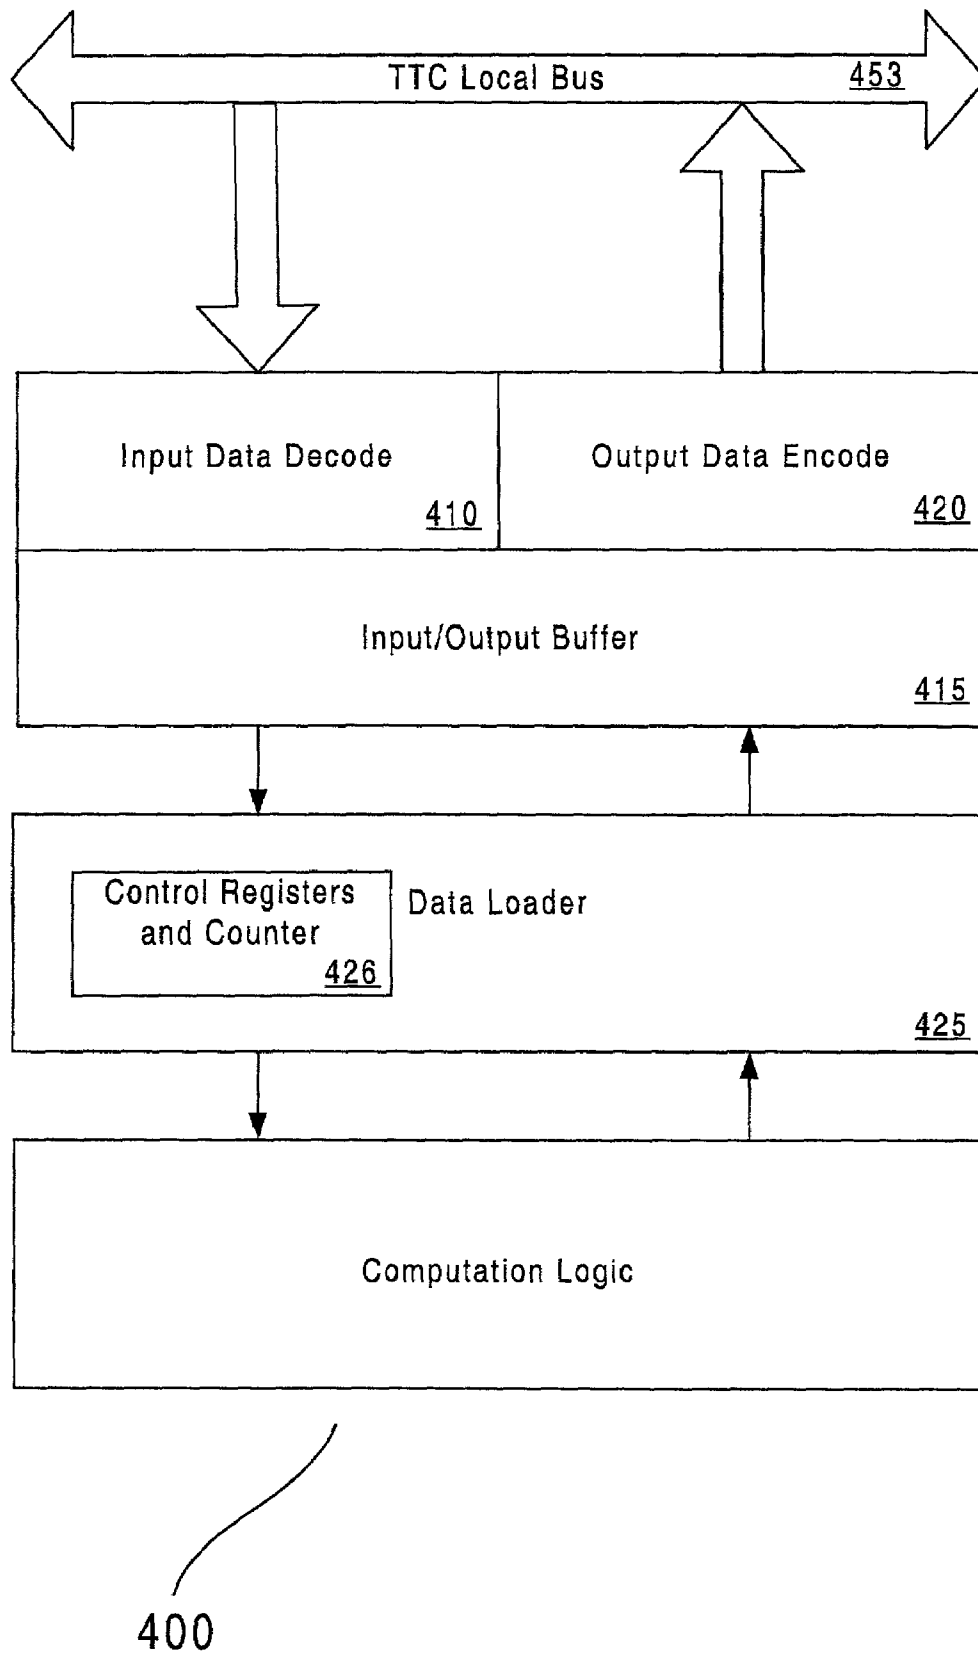 TTC Local Bus 453
Input Data Decode
410
Output Data Encode
420
Input/Output Buffer
415
Control Registers
and Counter
426
Data Loader
425
Computation Logic
400